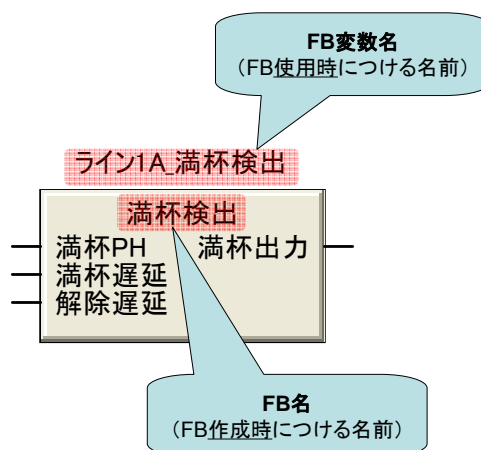 FB変数名
（FB使用時につける名前）
ライン1A_満杯検出
満杯検出
満杯PH 満杯出力
満杯遅延
解除遅延
FB名
（FB作成時につける名前）